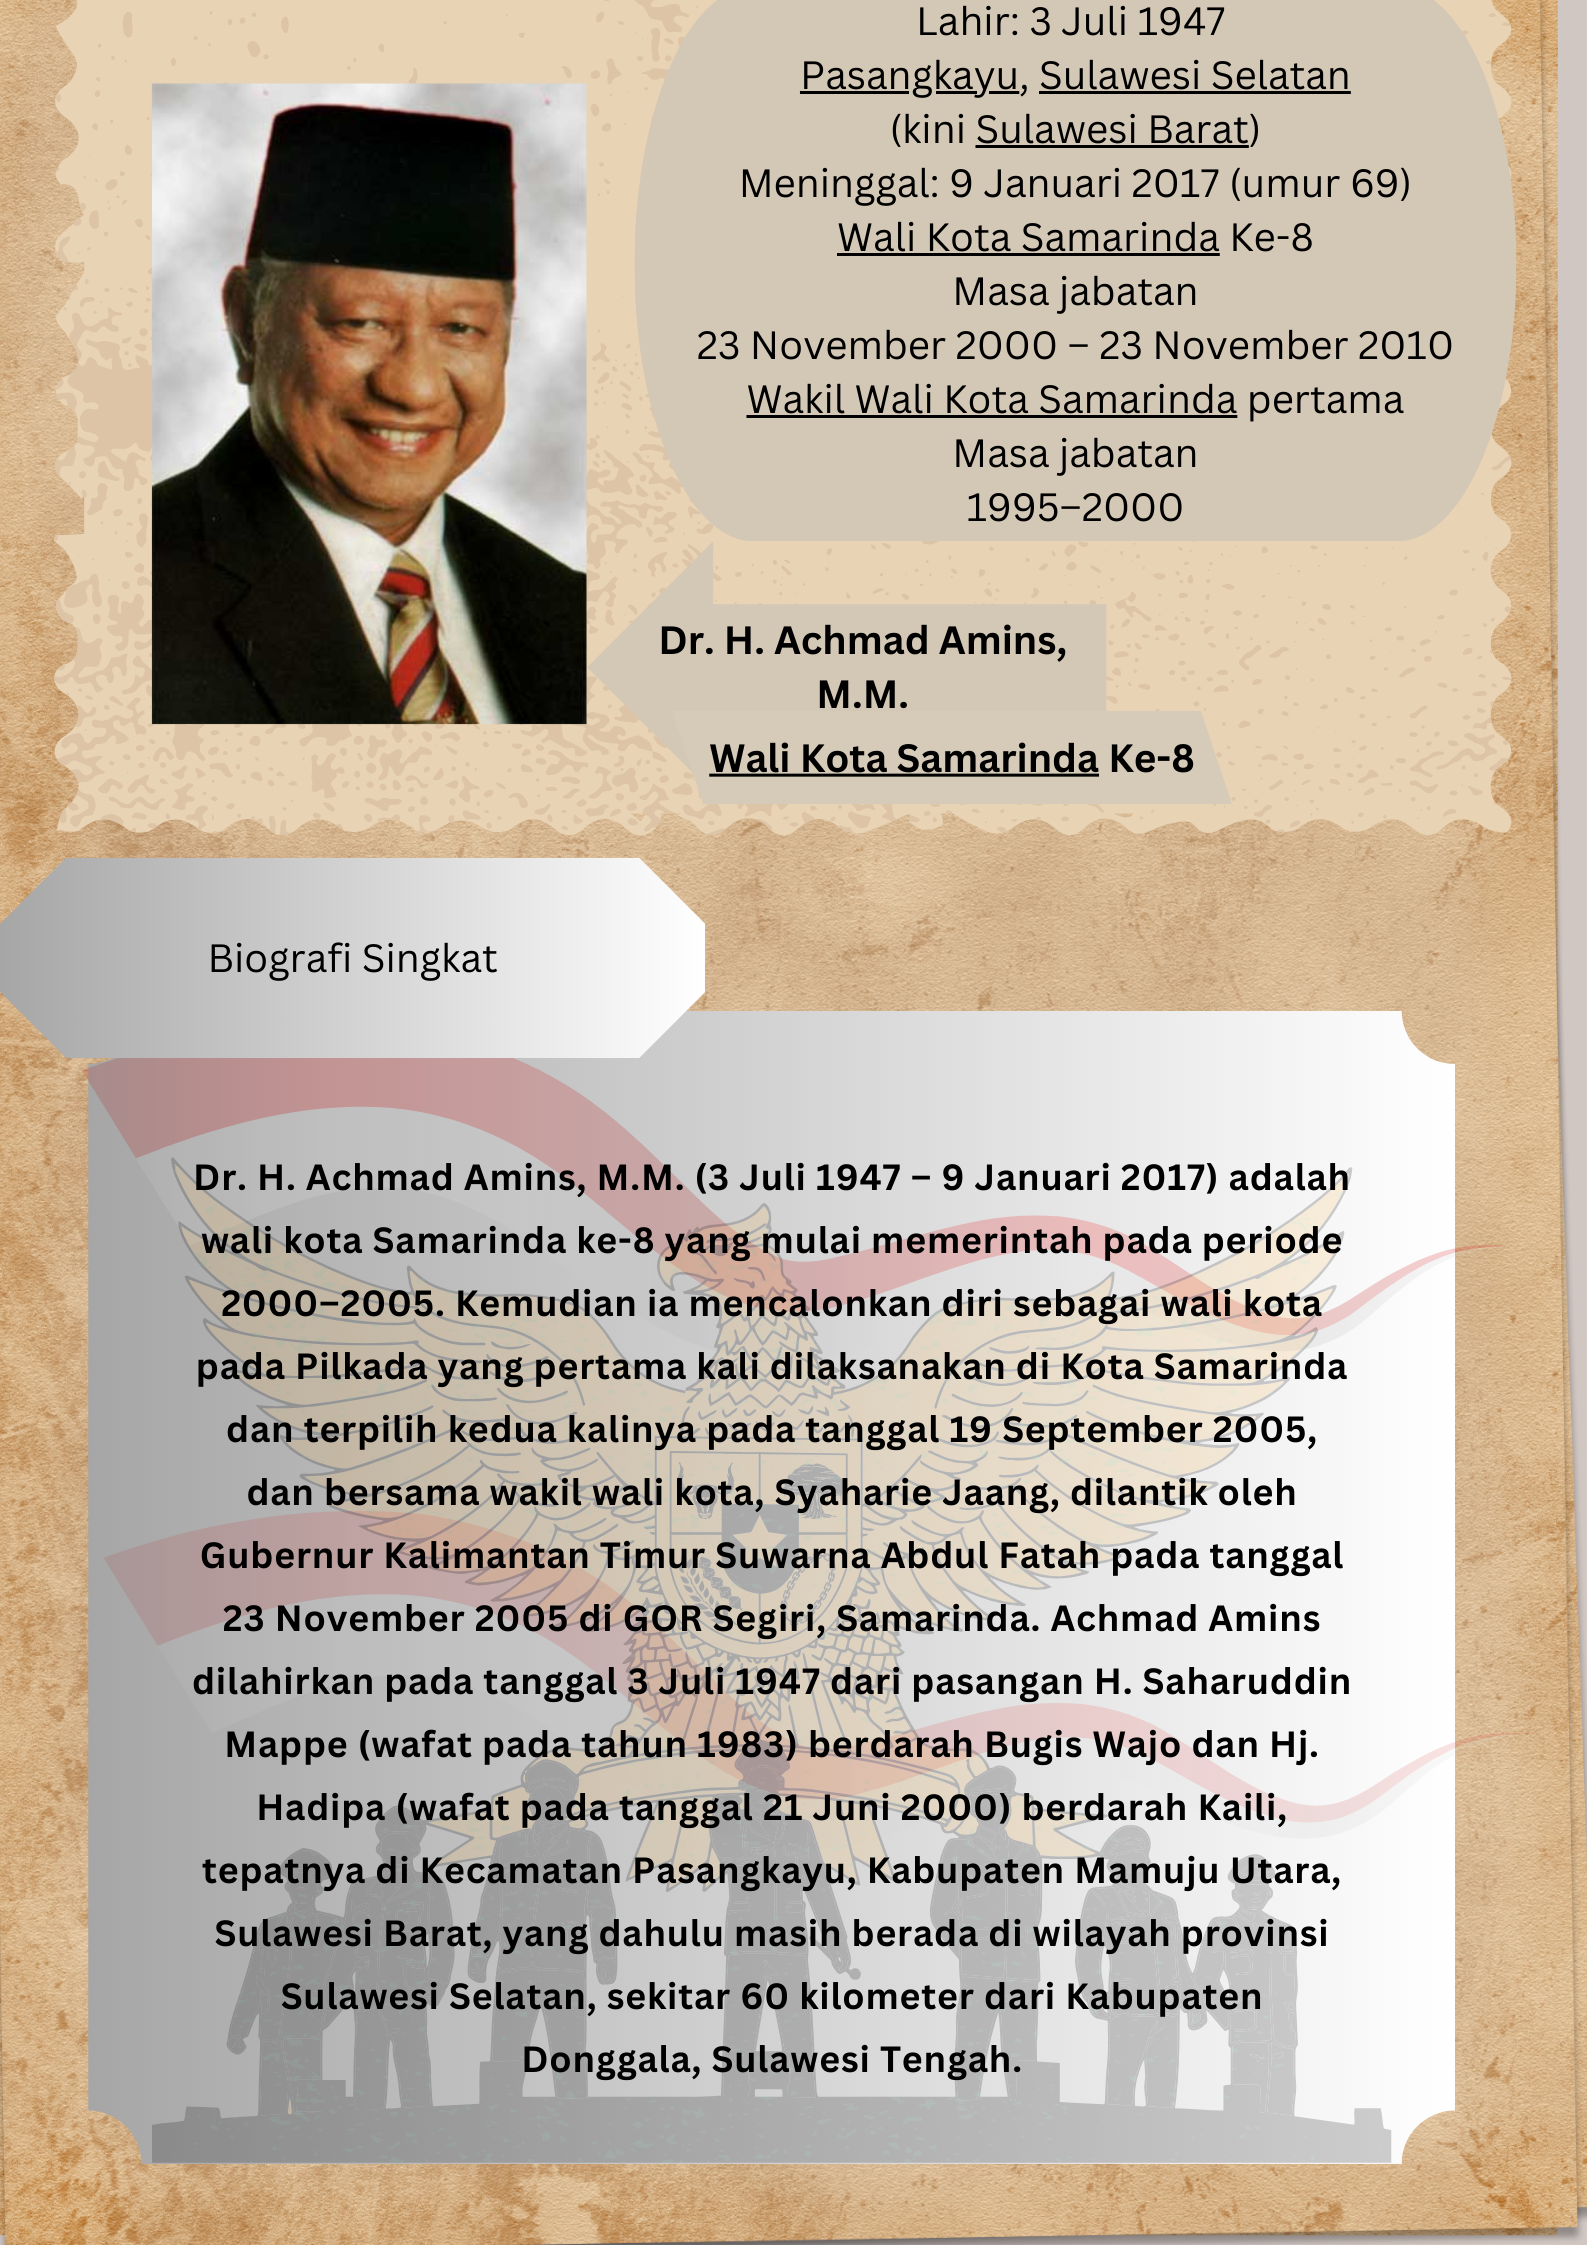 Lahir: 3 Juli 1947
Pasangkayu, Sulawesi Selatan
(kini Sulawesi Barat)
Meninggal: 9 Januari 2017 (umur 69)
Wali Kota Samarinda Ke-8
Masa jabatan
23 November 2000 – 23 November 2010
Wakil Wali Kota Samarinda pertama
Masa jabatan
1995–2000
Dr. H. Achmad Amins,
M.M.
Wali Kota Samarinda Ke-8
Biografi Singkat
Dr. H. Achmad Amins, M.M. (3 Juli 1947 – 9 Januari 2017) adalah
wali kota Samarinda ke-8 yang mulai memerintah pada periode
2000–2005. Kemudian ia mencalonkan diri sebagai wali kota
pada Pilkada yang pertama kali dilaksanakan di Kota Samarinda
dan terpilih kedua kalinya pada tanggal 19 September 2005,
dan bersama wakil wali kota, Syaharie Jaang, dilantik oleh
Gubernur Kalimantan Timur Suwarna Abdul Fatah pada tanggal
23 November 2005 di GOR Segiri, Samarinda. Achmad Amins
dilahirkan pada tanggal 3 Juli 1947 dari pasangan H. Saharuddin
Mappe (wafat pada tahun 1983) berdarah Bugis Wajo dan Hj.
Hadipa (wafat pada tanggal 21 Juni 2000) berdarah Kaili,
tepatnya di Kecamatan Pasangkayu, Kabupaten Mamuju Utara,
Sulawesi Barat, yang dahulu masih berada di wilayah provinsi
Sulawesi Selatan, sekitar 60 kilometer dari Kabupaten
Donggala, Sulawesi Tengah.